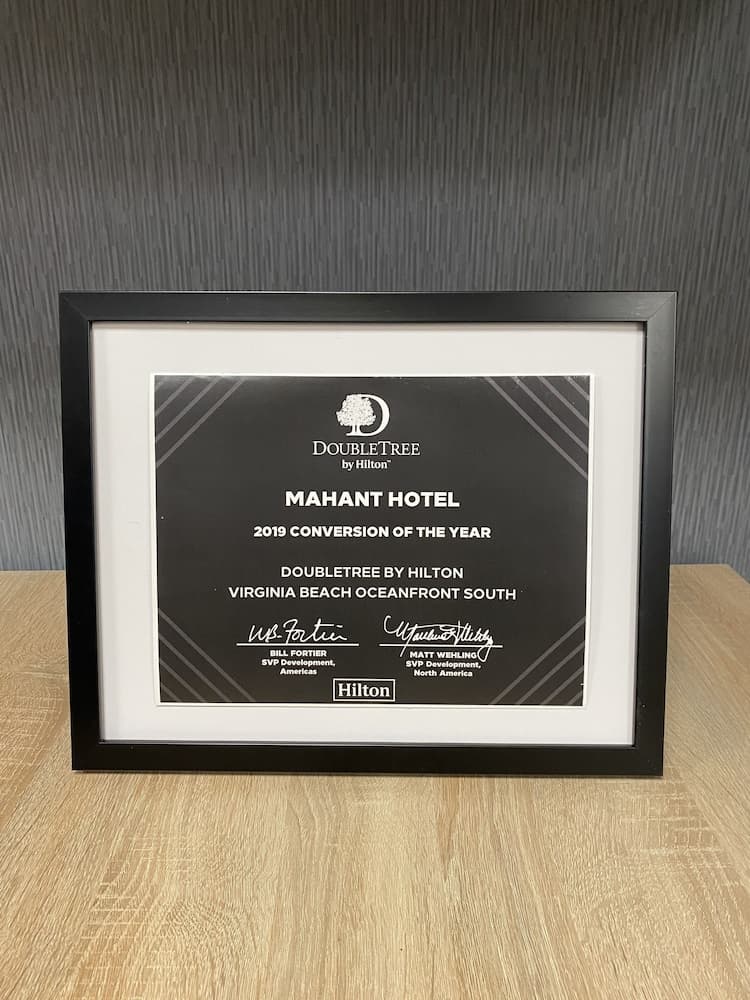 DOUBLETREE
by Hilton™
MAHANT HOTEL
2019 CONVERSION OF THE YEAR
DOUBLETREE BY HILTON
VIRGINIA BEACH OCEANFRONT SOUTH
BILL FORTIER
SVP Development,
Americas
MATT WEHLING
SVP Development,
North America
Hilton